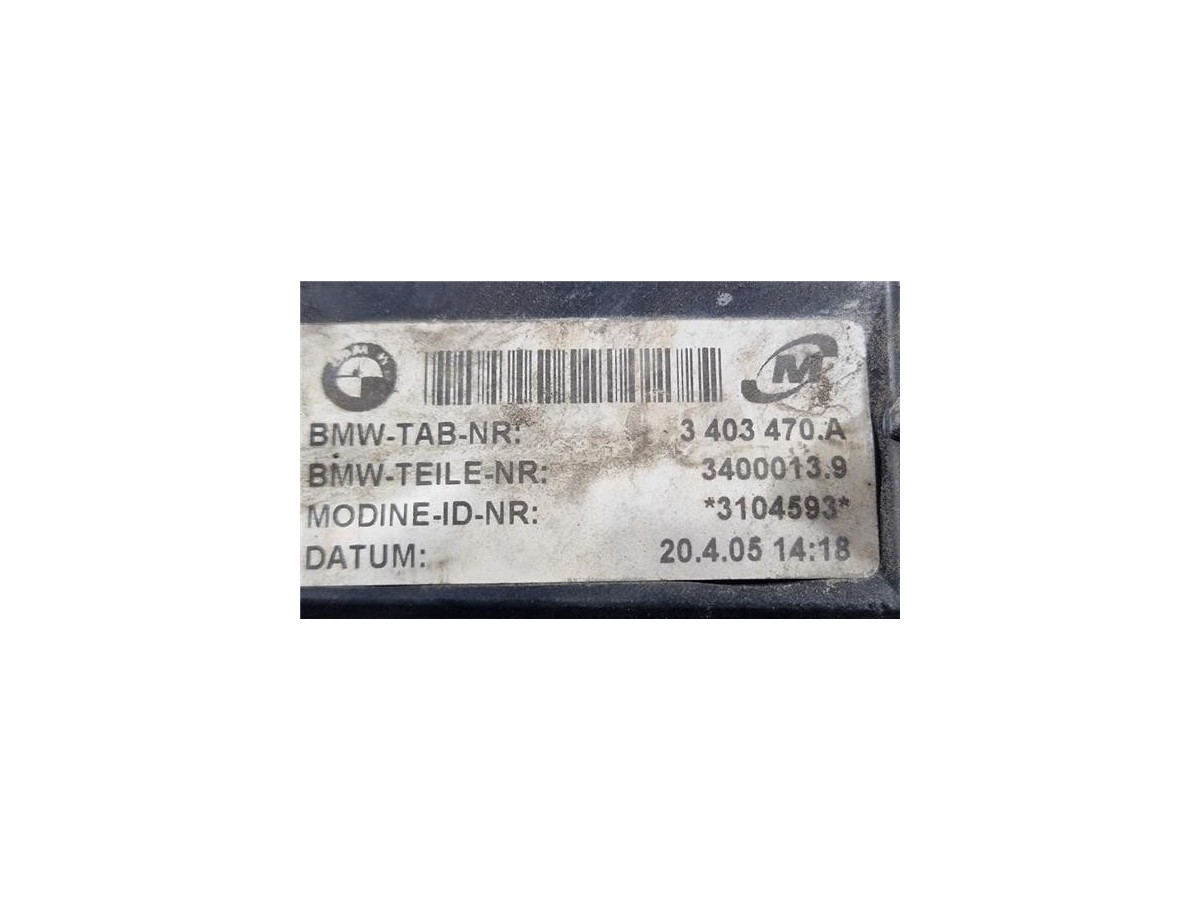 BMW
M
BMW-TAB-NR: 3 403 470.A
BMW-TEILE-NR: 3400013.9
MODINE-ID-NR: *3104593*
DATUM: 20.4.05 14:18